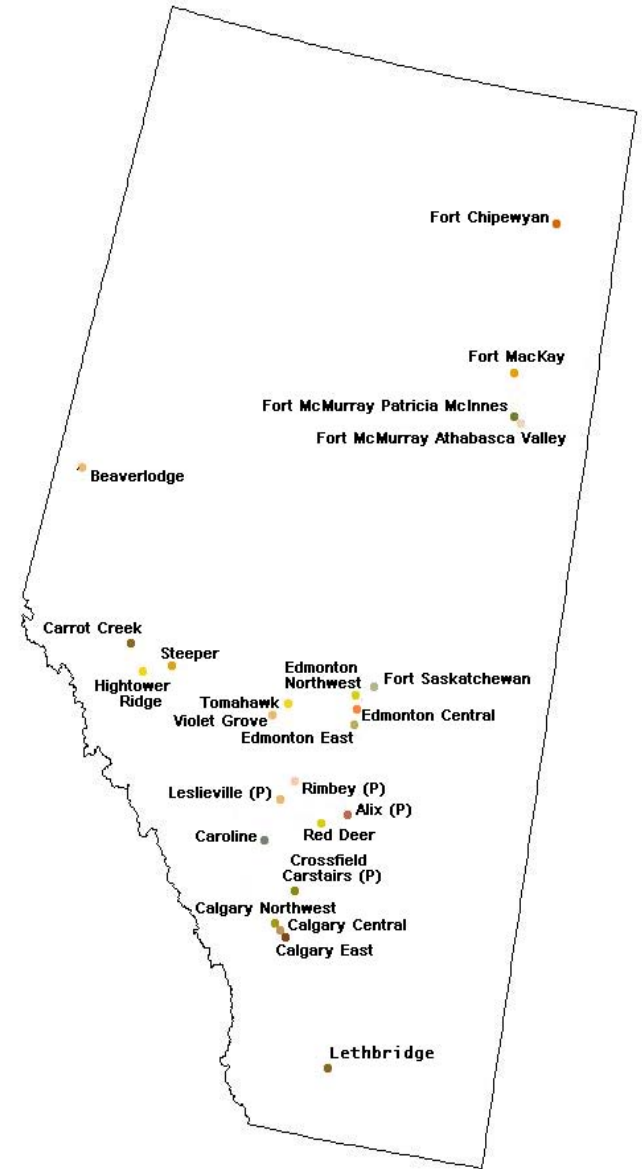 Fort Chipewyan
Fort MacKay
Fort McMurray Patricia McInnes
Fort McMurray Athabasca Valley
Beaverlodge
Carrot Creek
Steeper
Hightower
Ridge
Edmonton
Northwest
Fort Saskatchewan
Tomahawk
Violet Grove
Edmonton Central
Edmonton East
Rimbey (P)
Leslieville (P)
Alix (P)
Red Deer
Caroline
Crossfield
Carstairs (P)
Calgary Northwest
Calgary Central
Calgary East
Lethbridge